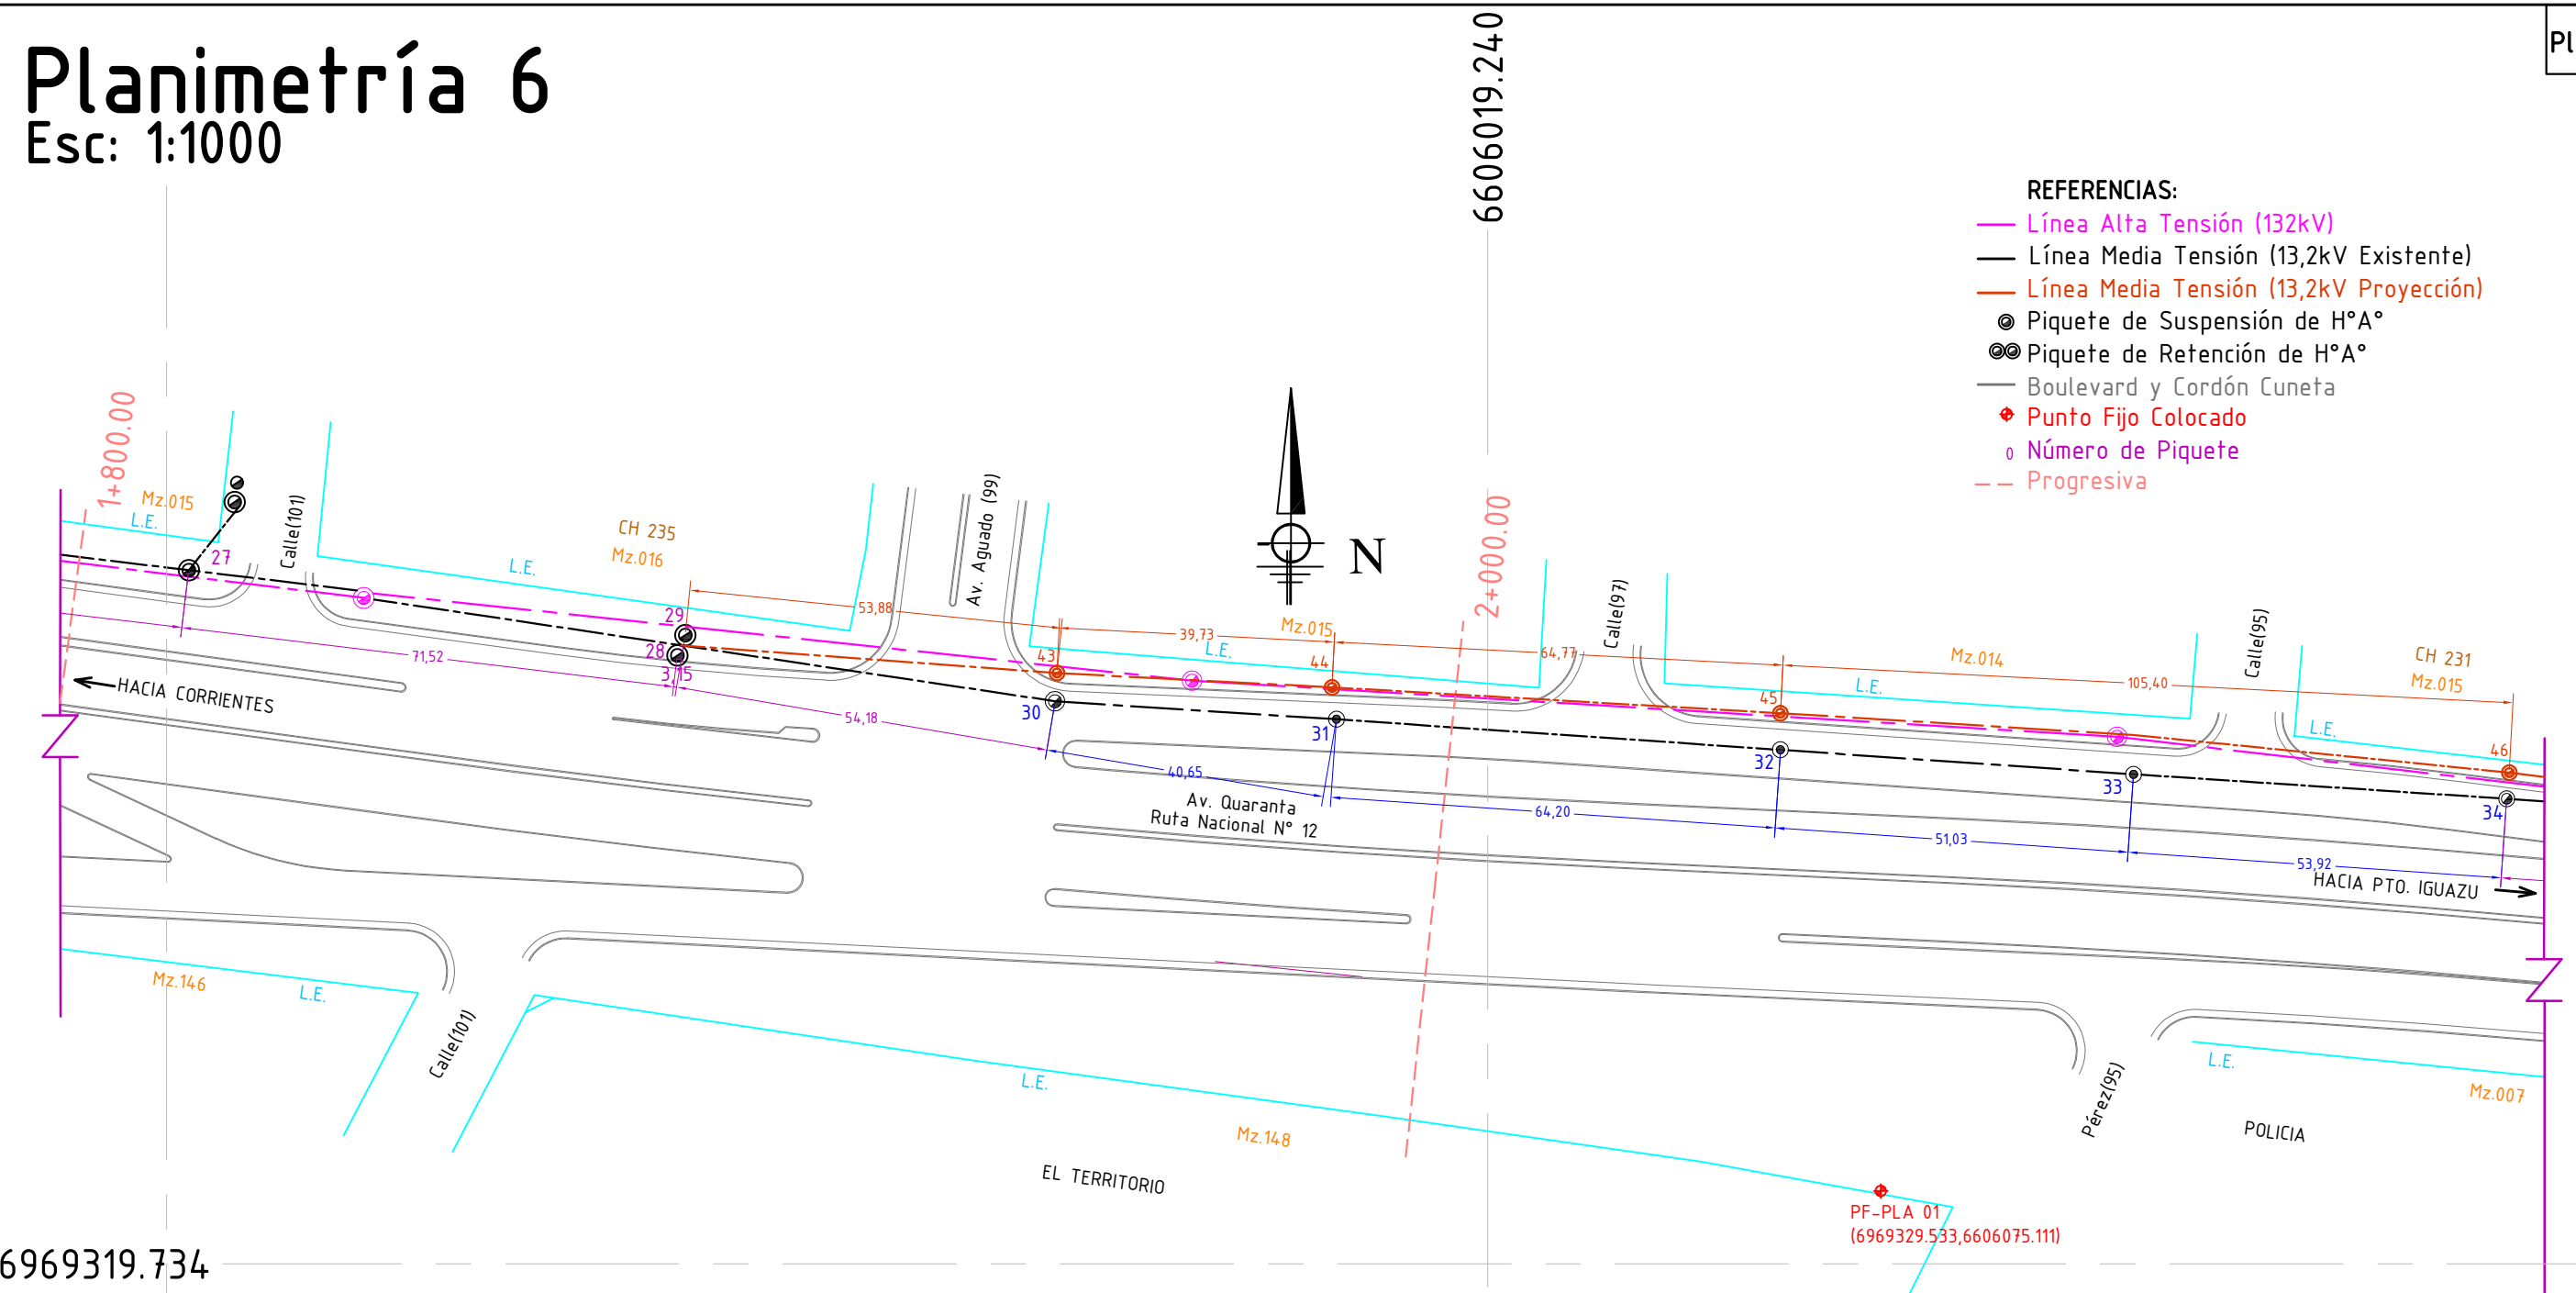 Planimetría 6
Esc: 1:1000
6606019.240
Pl
REFERENCIAS:
Línea Alta Tensión (132kV)
Línea Media Tensión (13,2kV Existente)
Línea Media Tensión (13,2kV Proyección)
Piquete de Suspensión de H°A°
Piquete de Retención de H°A°
Boulevard y Cordón Cuneta
Punto Fijo Colocado
0 Número de Piquete
Progresiva
1+800.00
Mz.015
L.E.
27
Calle(101)
L.E.
CH 235
Mz.016
29
28
3,15
71,52
53,88
54,18
Av. Aguado (99)
N
2+000.00
43
39,73
Mz.015
L.E.
44
64,77
Calle(97)
45
L.E.
Mz.014
105,40
Calle(95)
CH 231
Mz.015
L.E.
46
HACIA CORRIENTES
30
31
32
33
34
40,65
64,20
51,03
53,92
Av. Quaranta
Ruta Nacional N° 12
HACIA PTO. IGUAZU
Mz.146
L.E.
Calle(101)
L.E.
Mz.148
EL TERRITORIO
Pérez(95)
L.E.
Mz.007
POLICIA
PF-PLA 01
(6969329.533,6606075.111)
6969319.734